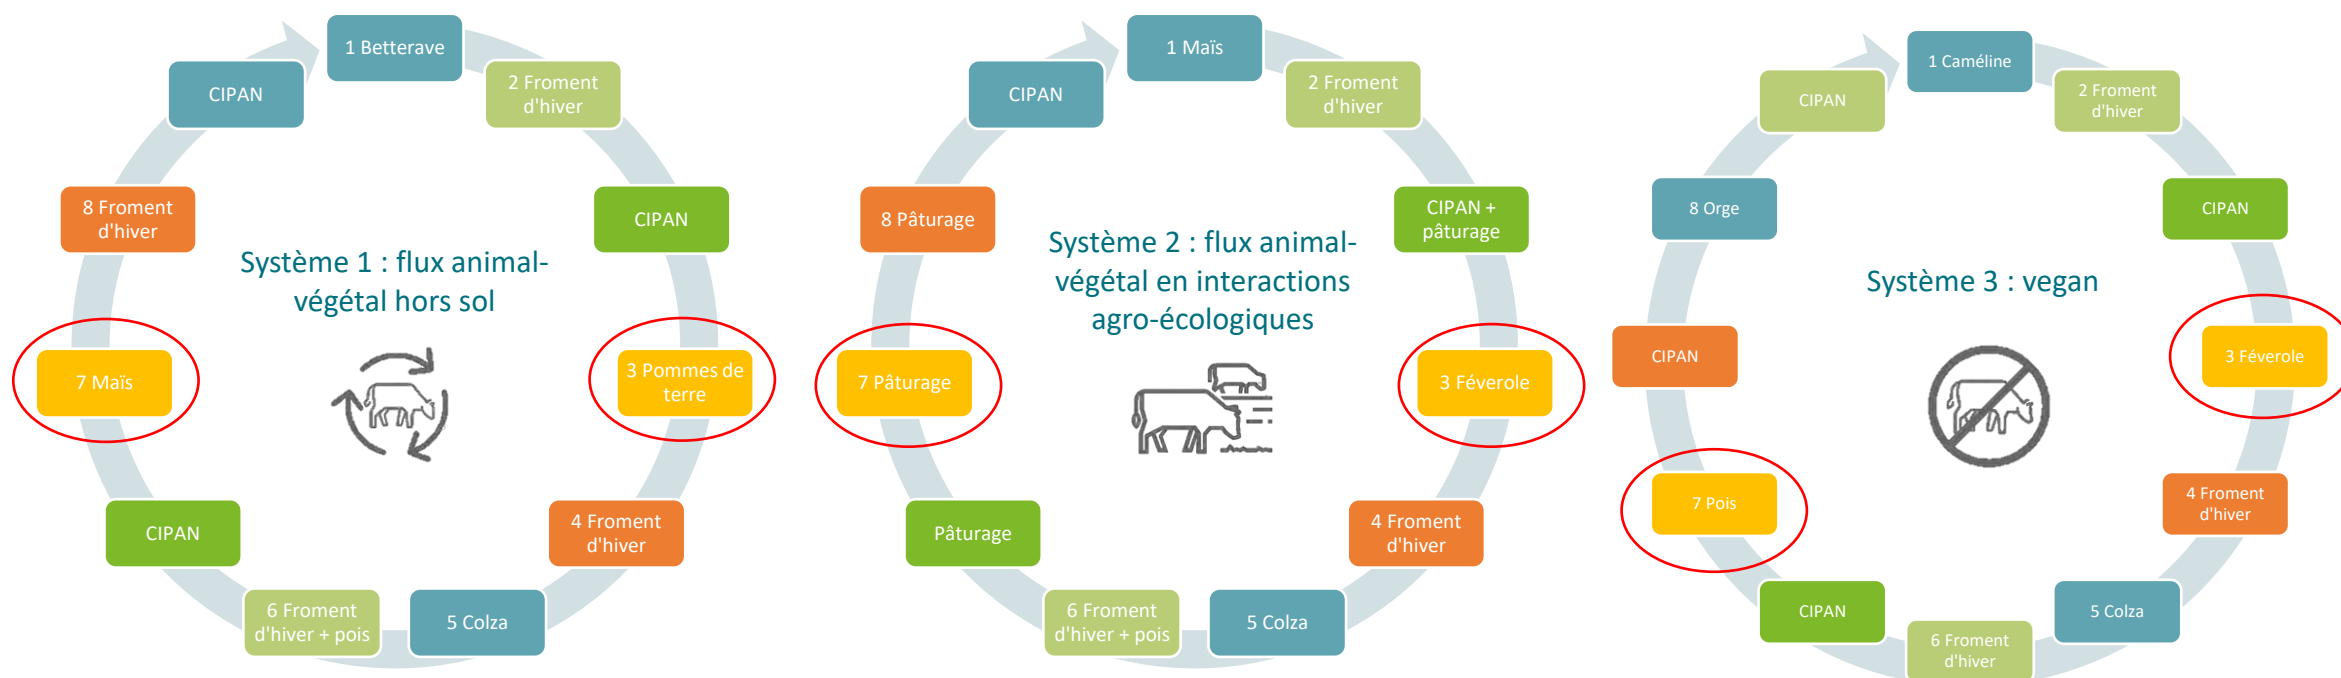 1 Betterave
2 Froment
d'hiver
CIPAN
3 Pommes de
terre
4 Froment
d'hiver
5 Colza
6 Froment
d'hiver + pois
CIPAN
7 Maïs
8 Froment
d'hiver
CIPAN
Système 1 : flux animal-
végétal hors sol
1 Maïs
2 Froment
d'hiver
CIPAN +
pâturage
3 Féverole
4 Froment
d'hiver
5 Colza
6 Froment
d'hiver + pois
Pâturage
7 Pâturage
8 Pâturage
CIPAN
Système 2 : flux animal-
végétal en interactions
agro-écologiques
1 Caméline
2 Froment
d'hiver
CIPAN
3 Féverole
4 Froment
d'hiver
5 Colza
6 Froment
d'hiver
CIPAN
7 Pois
CIPAN
8 Orge
CIPAN
Système 3 : vegan